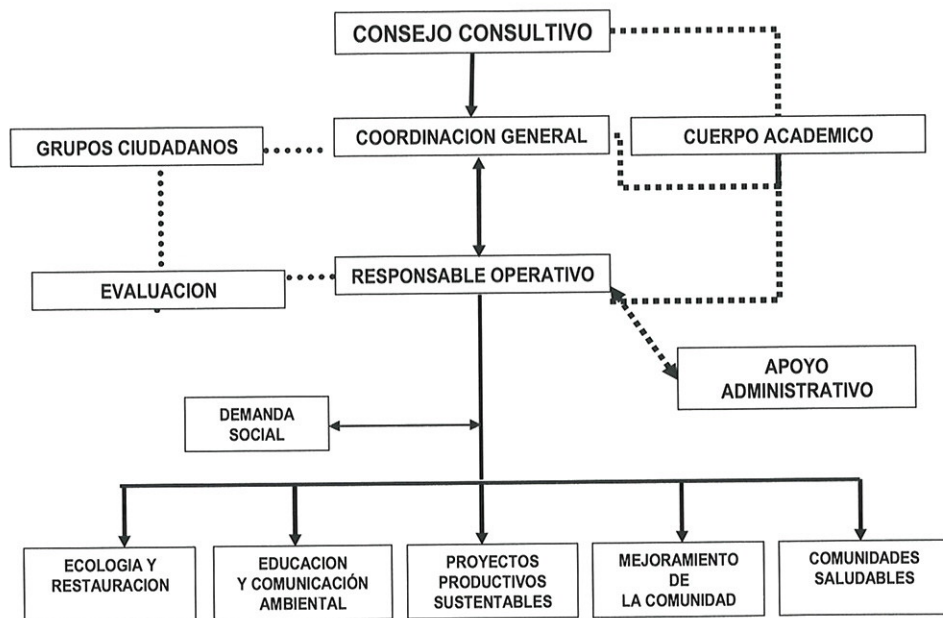 CONSEJO CONSULTIVO
GRUPOS CIUDADANOS
COORDINACION GENERAL
CUERPO ACADEMICO
EVALUACION
RESPONSABLE OPERATIVO
APOYO
ADMINISTRATIVO
DEMANDA
SOCIAL
ECOLOGIA Y
RESTAURACION
EDUCACION
Y COMUNICACIÓN
AMBIENTAL
PROYECTOS
PRODUCTIVOS
SUSTENTABLES
MEJORAMIENTO
DE
LA COMUNIDAD
COMUNIDADES
SALUDABLES